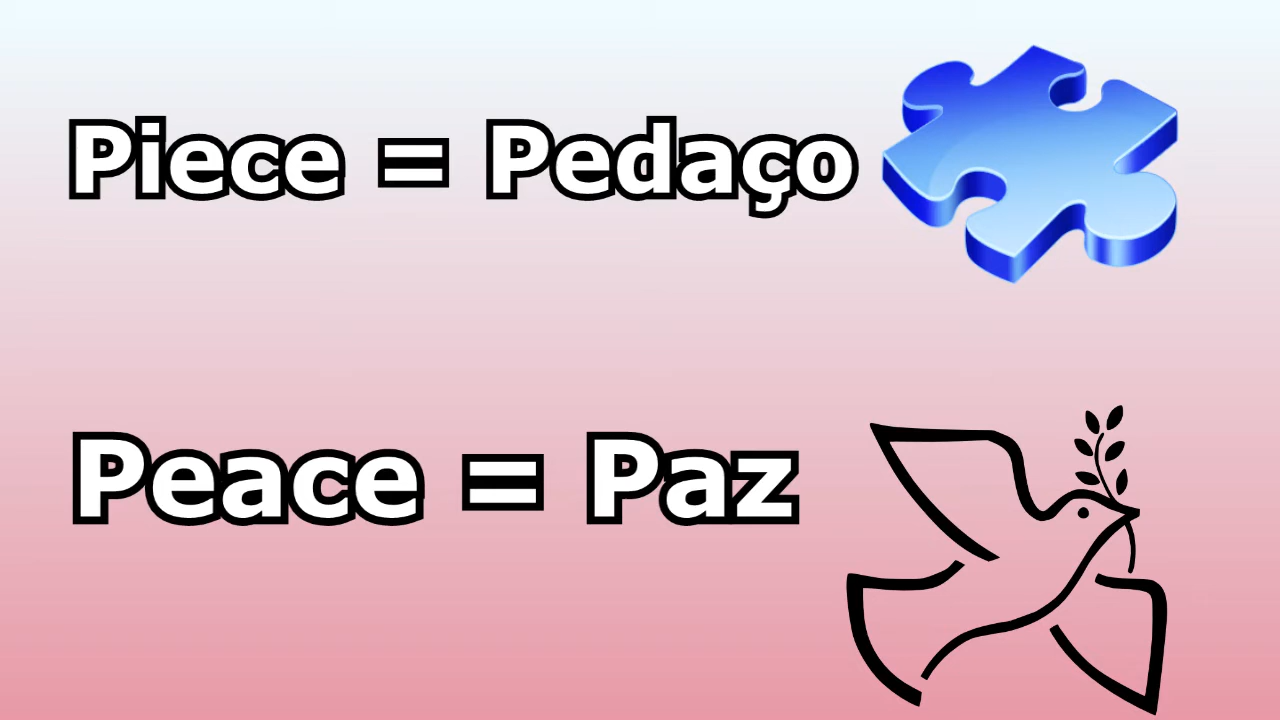 Piece = Pedaço
Peace = Paz